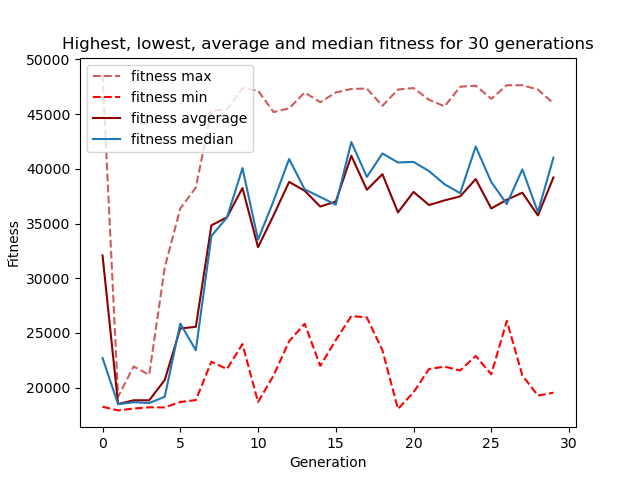 Highest, lowest, average and median fitness for 30 generations
50000
45000
40000
35000
30000
25000
20000
Fitness
fitness max
fitness min
fitness avgerage
fitness median
0 5 10 15 20 25 30
Generation